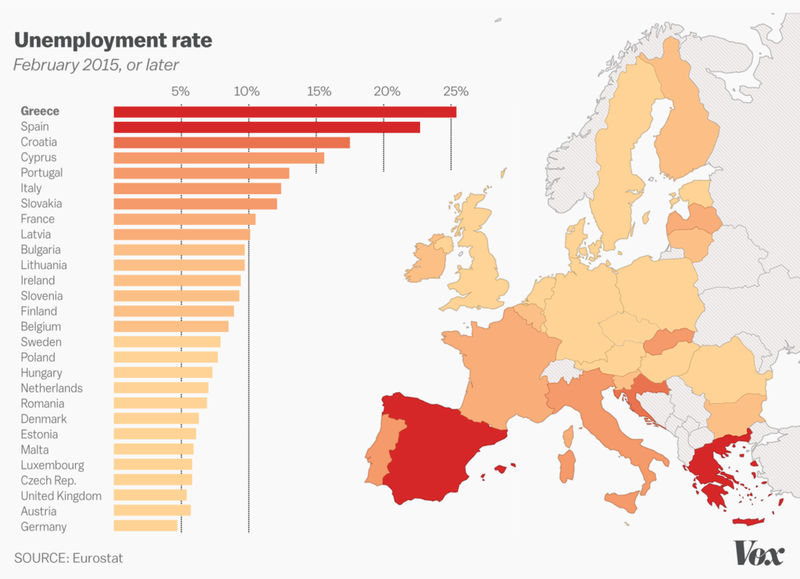 Unemployment rate
February 2015, or later
5% 10% 15% 20% 25%
Greece
Spain
Croatia
Cyprus
Portugal
Italy
Slovakia
France
Latvia
Bulgaria
Lithuania
Ireland
Slovenia
Finland
Belgium
Sweden
Poland
Hungary
Netherlands
Romania
Denmark
Estonia
Malta
Luxembourg
Czech Rep.
United Kingdom
Austria
Germany
SOURCE: Eurostat
Vox